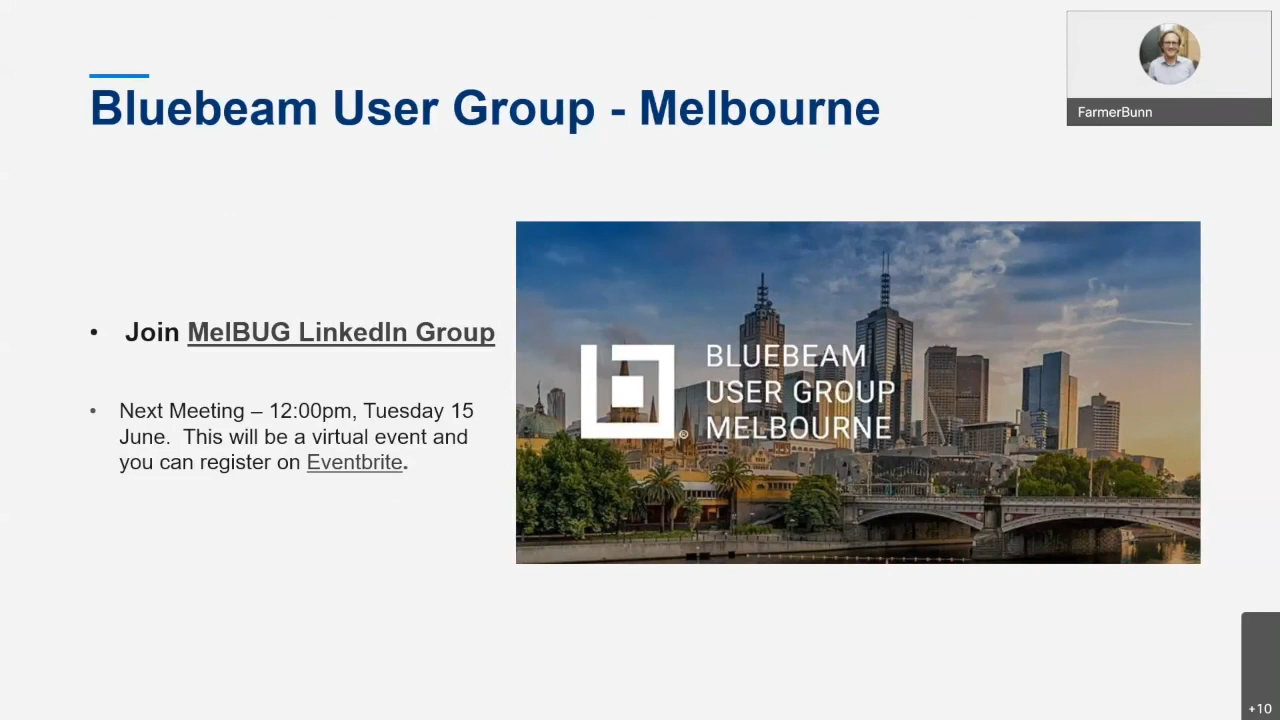 Bluebeam User Group - Melbourne
FarmerBunn
• Join MelBUG LinkedIn Group
• Next Meeting – 12:00pm, Tuesday 15
June.  This will be a virtual event and
you can register on Eventbrite.
BLUEBEAM
USER GROUP
MELBOURNE
®
+10